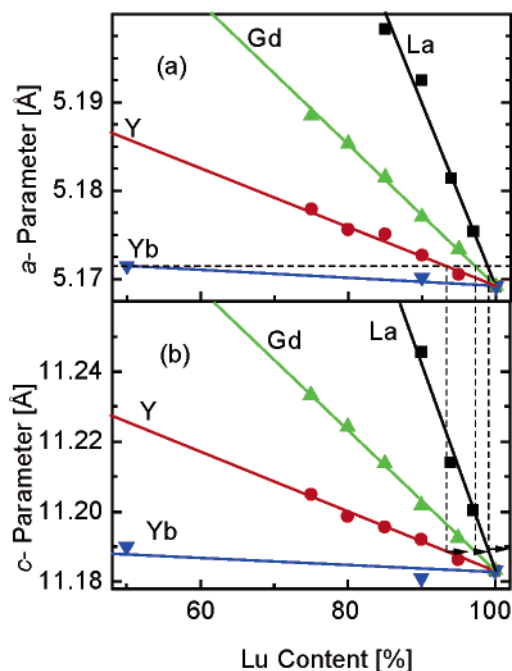 Gd
La
(a)
5.19
Y
5.18
Yb
5.17
a- Parameter [Å]
Gd
La
(b)
11.24
Y
11.22
11.20
Yb
11.18
c- Parameter [Å]
60
80
100
Lu Content [%]